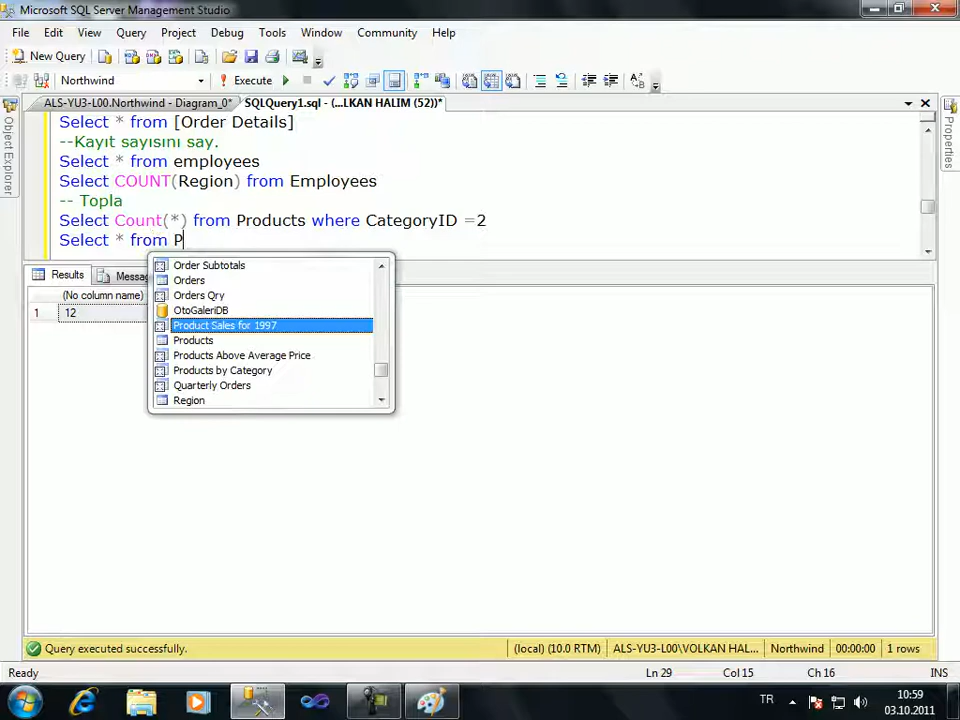 Microsoft SQL Server Management Studio
File Edit View Query Project Debug Tools Window Community Help
New Query
Northwind Execute
ALS-YU3-L00.Northwind - Diagram_0* SQLQuery1.sql - (...LKAN HALIM (52))*
Object Explorer
Properties
Select * from [Order Details]
--Kayıt sayısını say.
Select * from employees
Select COUNT(Region) from Employees
-- Topla
Select Count(*) from Products where CategoryID =2
Select * from P
Order Subtotals
Orders
Orders Qry
OtoGaleriDB
Product Sales for 1997
Products
Products Above Average Price
Products by Category
Quarterly Orders
Region
Results Messag
(No column name)
1 12
Query executed successfully. (local) (10.0 RTM) ALS-YU3-L00\VOLKAN HAL... Northwind 00:00:00 1 rows
Ready Ln 29 Col 15 Ch 16 INS
TR 10:59
03.10.2011